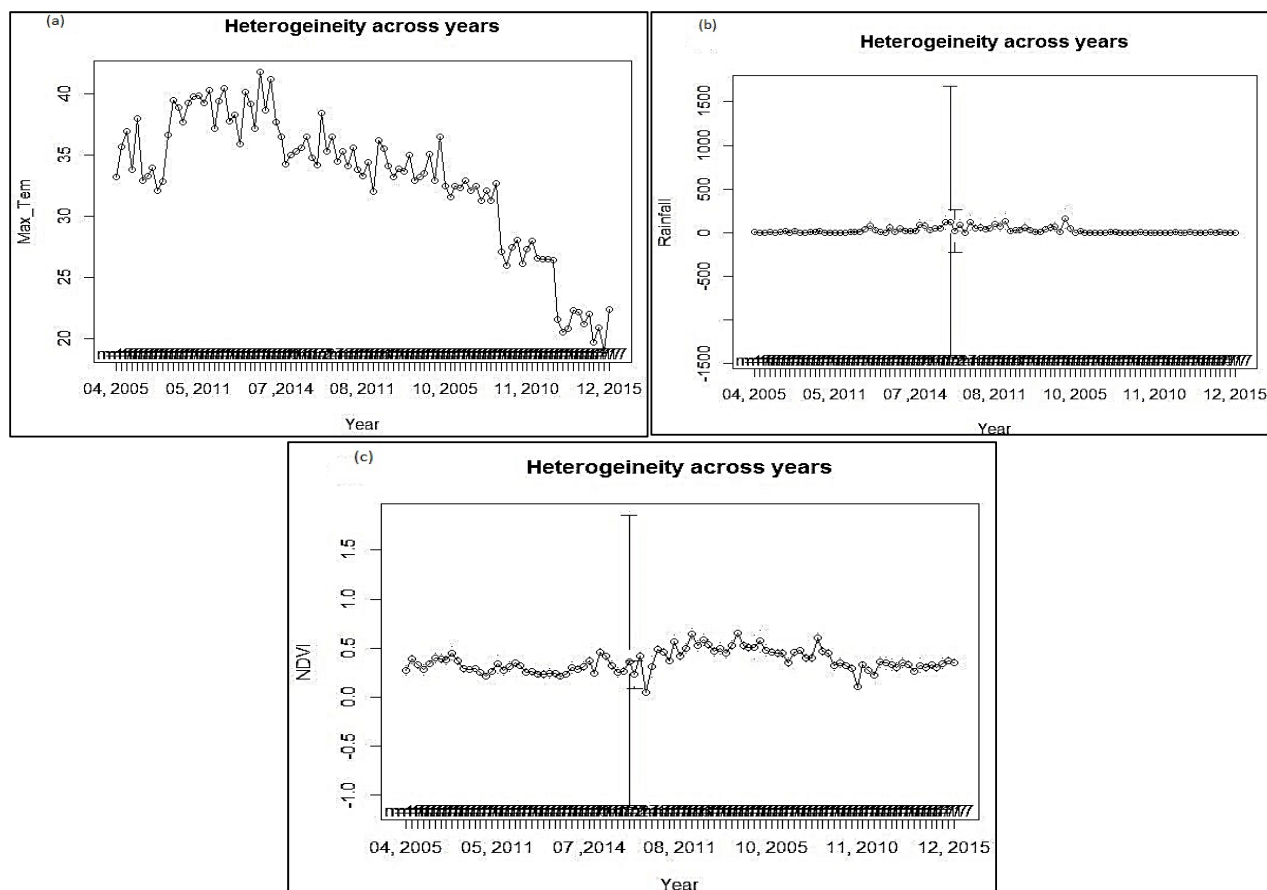 (a)
Heterogeineity across years
Max_Tem
40
35
30
25
20
04, 2005 05, 2011 07 ,2014 08, 2011 10, 2005 11, 2010 12, 2015
Year
(b)
Heterogeineity across years
Rainfall
1500
1000
500
0
-500
-1500
04, 2005 05, 2011 07 ,2014 08, 2011 10, 2005 11, 2010 12, 2015
Year
(c)
Heterogeineity across years
NDVI
1.5
1.0
0.5
0.0
-0.5
-1.0
04, 2005 05, 2011 07 ,2014 08, 2011 10, 2005 11, 2010 12, 2015
Year